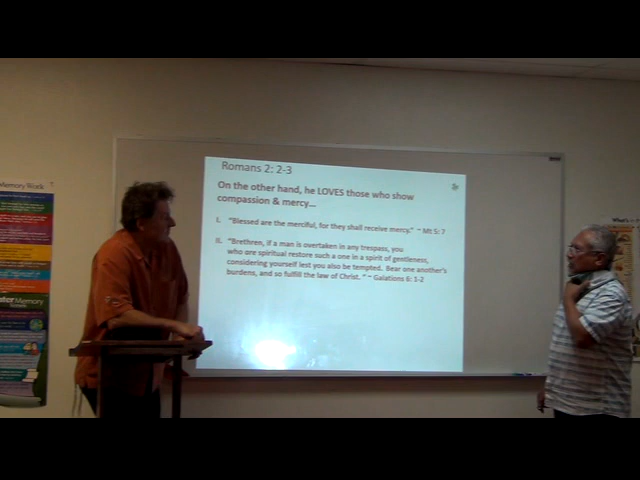 Memory Work
Romans 2: 2-3
On the other hand, he LOVES those who show
compassion & mercy...
I. "Blessed are the merciful, for they shall receive mercy." ~ Mt 5: 7
II. "Brethren, if a man is overtaken in any trespass, you
who are spiritual restore such a one in a spirit of gentleness,
considering yourself lest you also be tempted. Bear one another's
burdens, and so fulfill the law of Christ. " ~ Galations 6: 1-2
Memory
What's